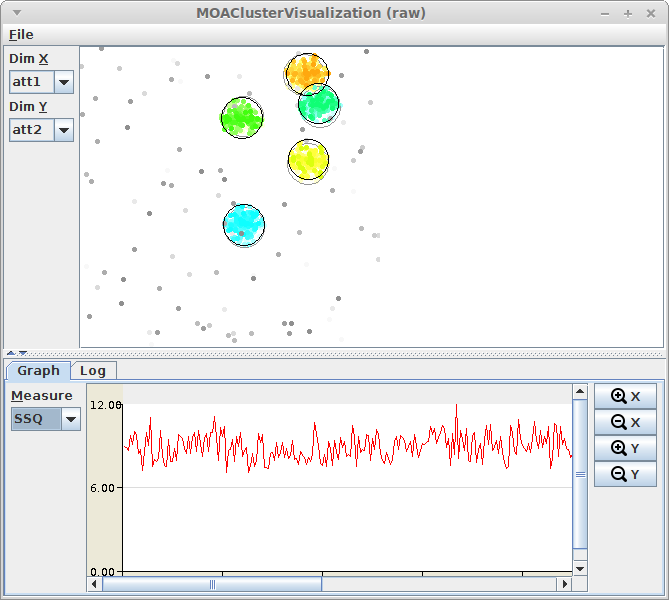 MOAClusterVisualization (raw)
File
Dim X
att1
Dim Y
att2
Graph Log
Measure
SSQ
12.00
6.00
0.00
X
X
Y
Y